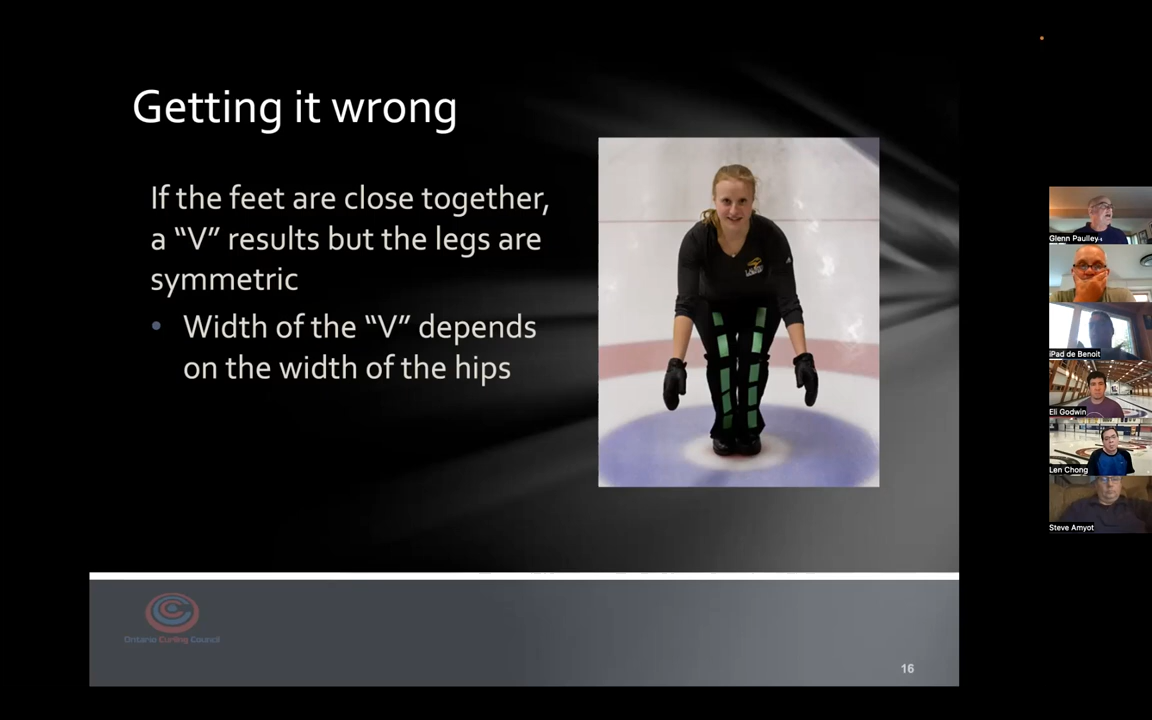 Getting it wrong
If the feet are close together,
a “V” results but the legs are
symmetric
• Width of the “V” depends
on the width of the hips
Ontario Curling Council
16
Glenn Paulley
iPad de Benoit
Eli Godwin
Len Chong
Steve Amyot